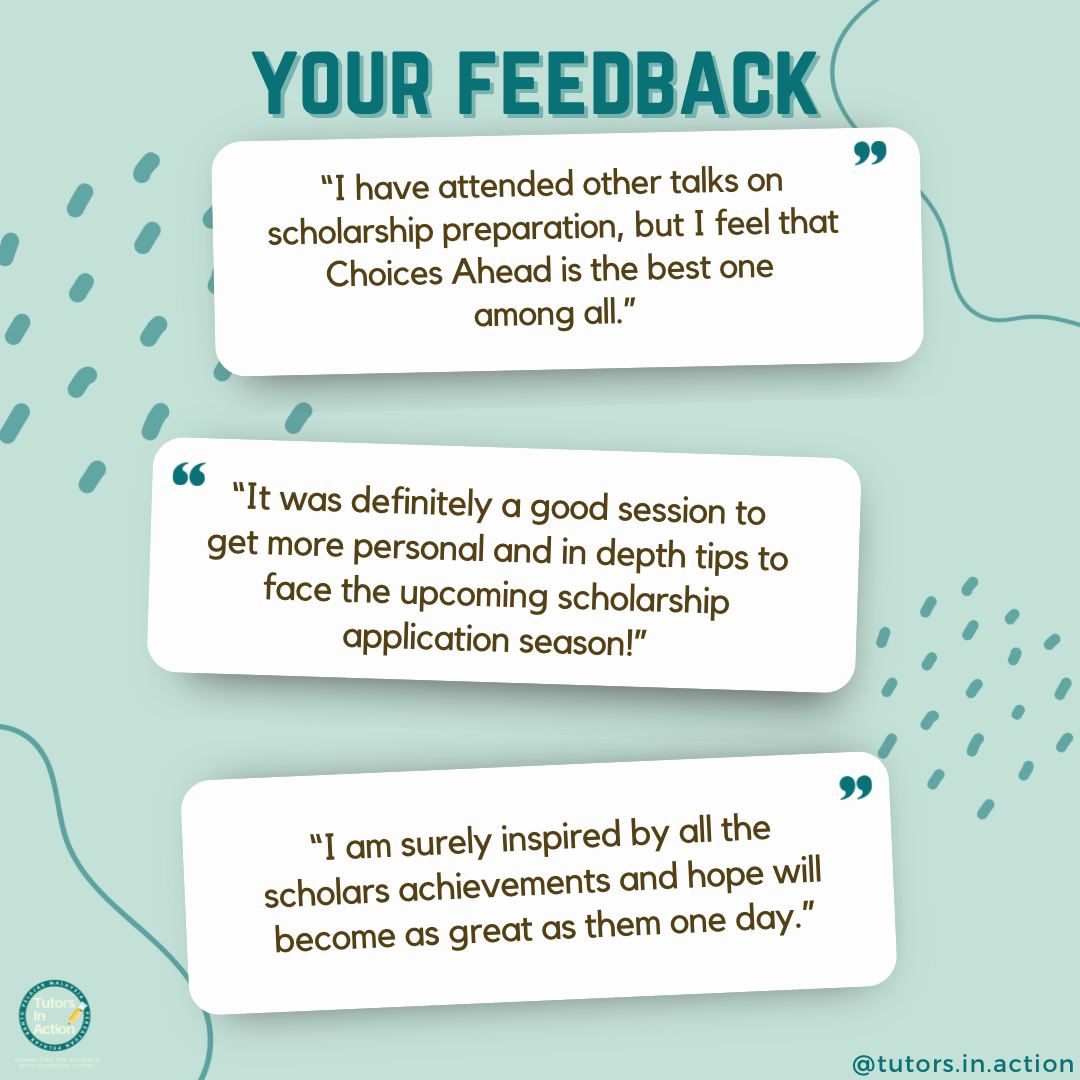 YOUR FEEDBACK
“I have attended other talks on
scholarship preparation, but I feel that
Choices Ahead is the best one
among all.”
“It was definitely a good session to
get more personal and in depth tips to
face the upcoming scholarship
application season!”
“I am surely inspired by all the
scholars achievements and hope will
become as great as them one day.”
Tutors
In
Action
@tutors.in.action